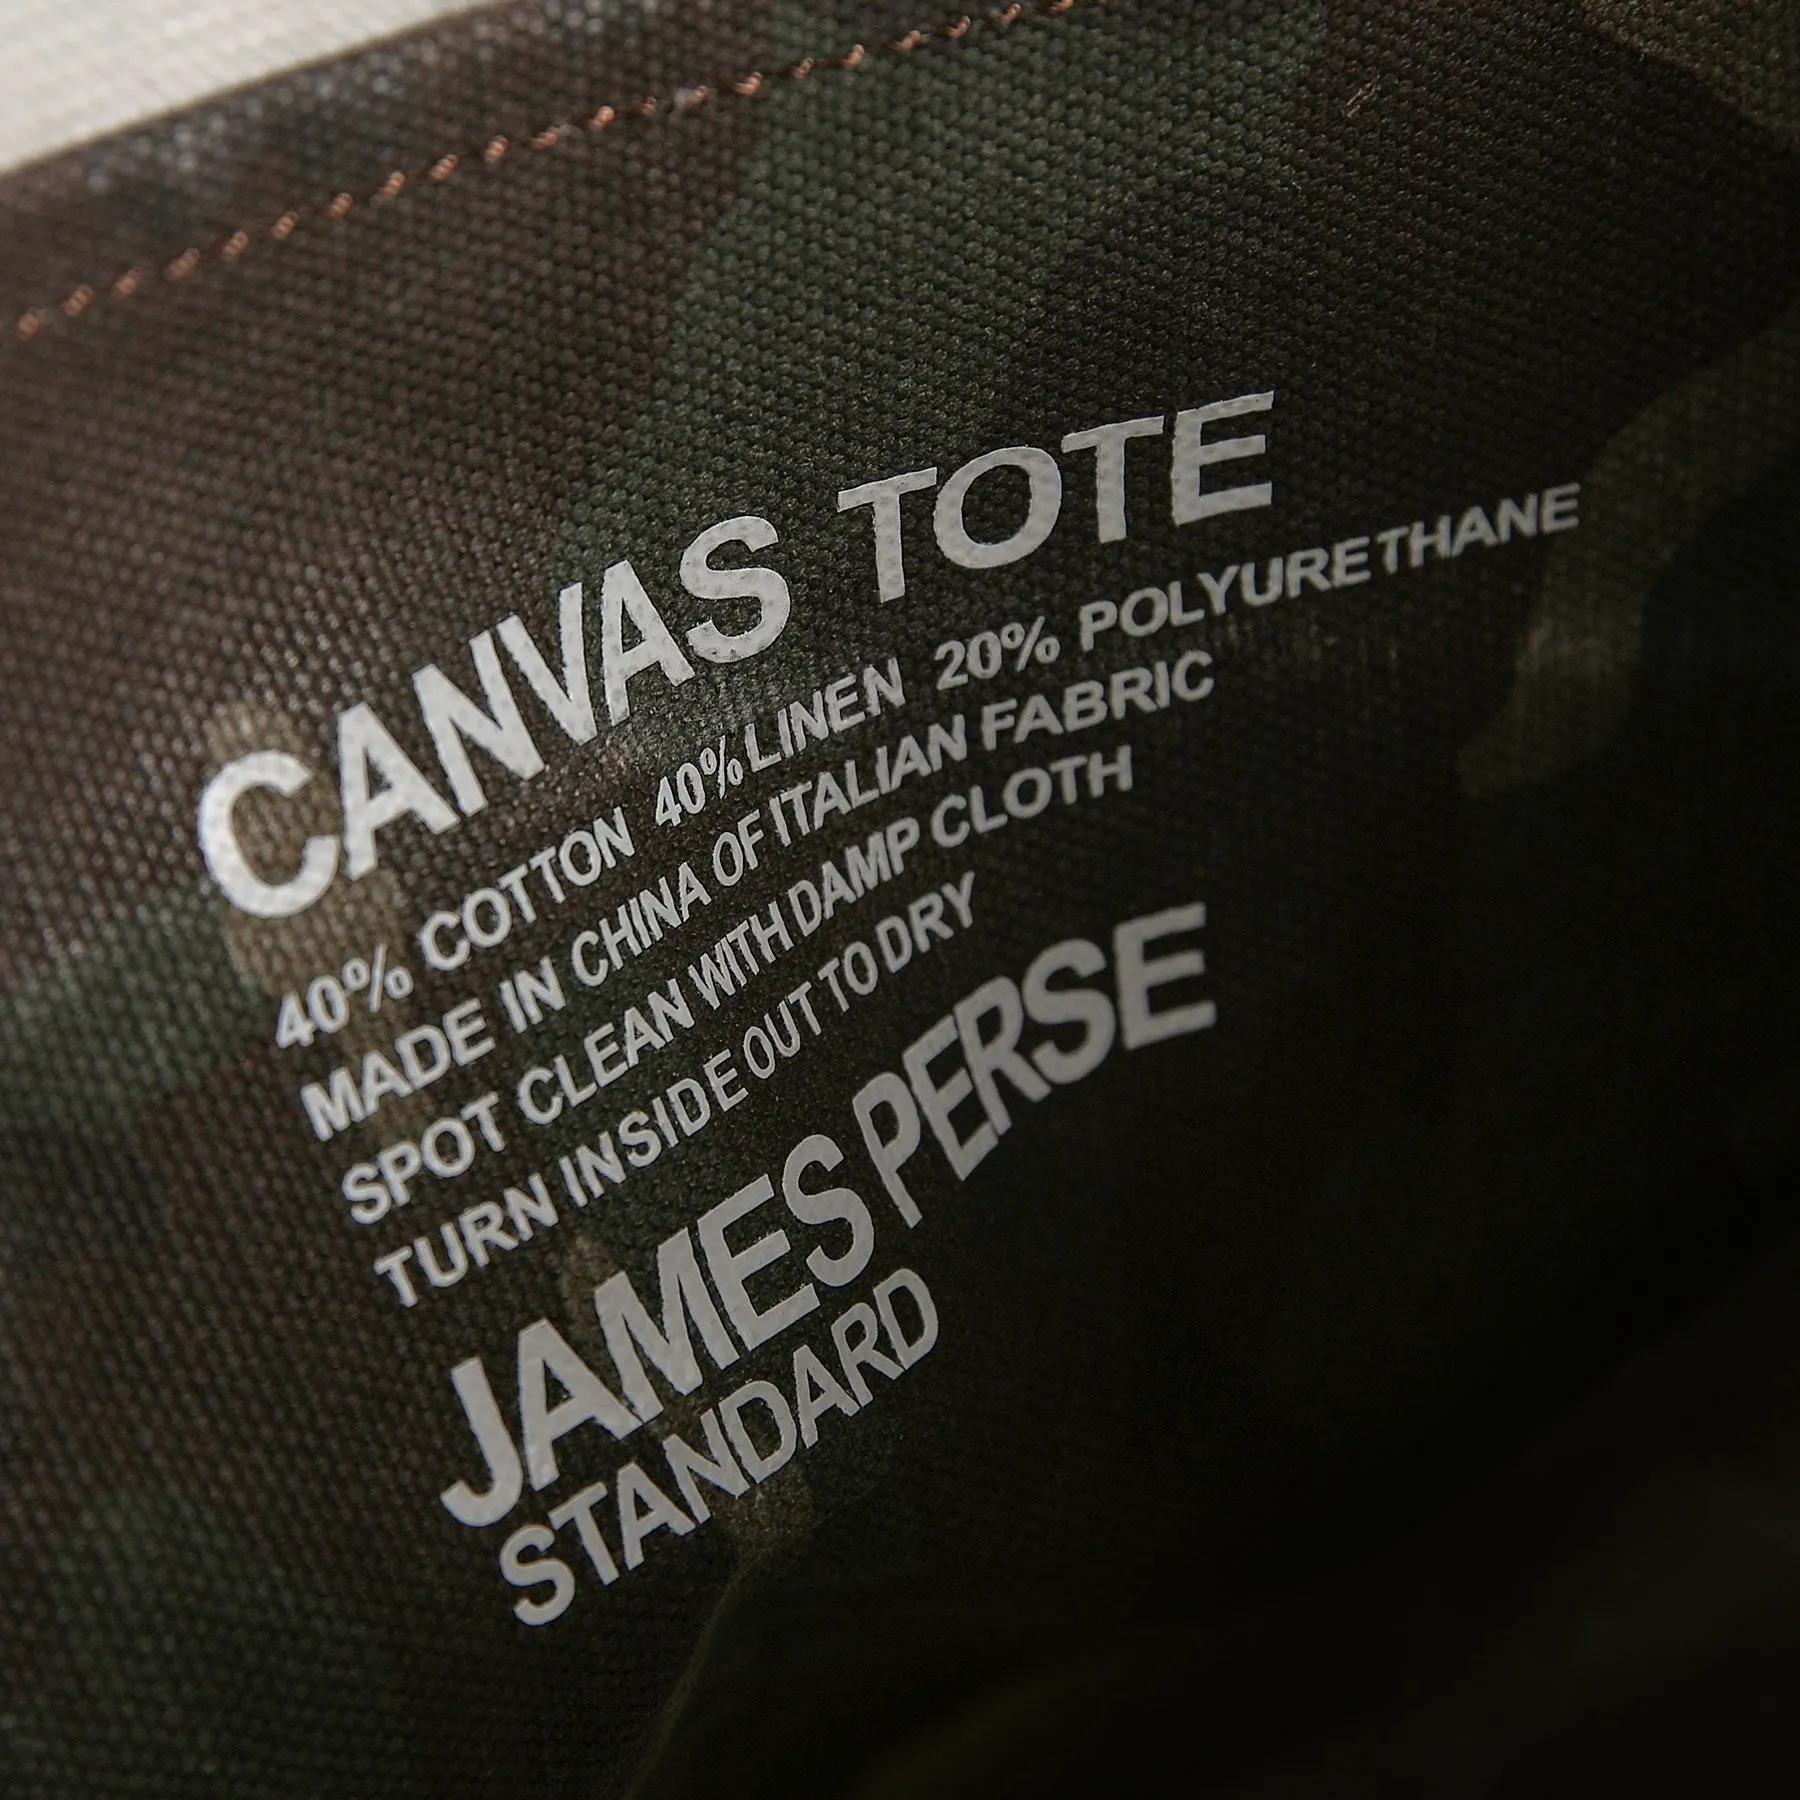 CANVAS TOTE
40% COTTON 40% LINEN 20% POLYURETHANE
MADE IN CHINA OF ITALIAN FABRIC
SPOT CLEAN WITH DAMP CLOTH
TURN INSIDE OUT TO DRY
JAMES PERSE
STANDARD